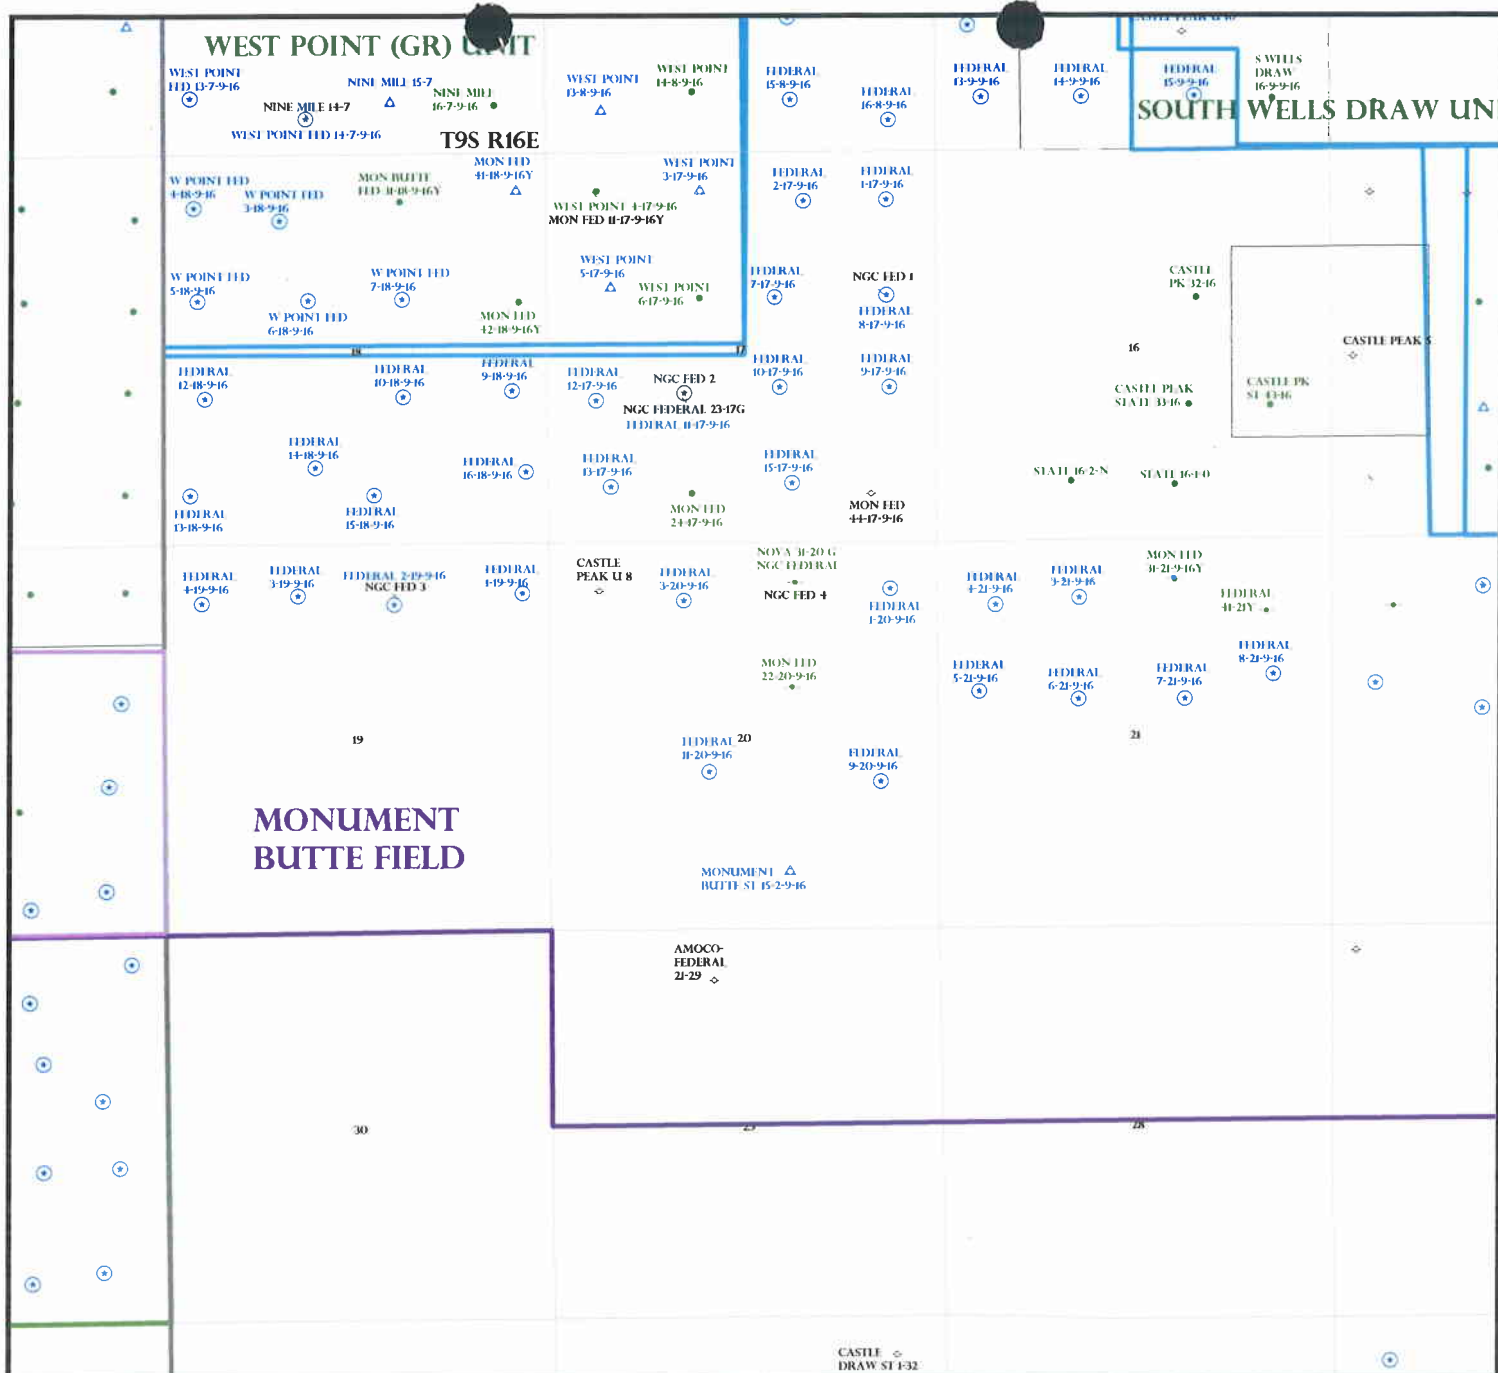 WEST POINT (GR) UNIT
WEST POINT
FED 13-7-9-16
NINE MILE 15-7
NINE MILE 14-7
WEST POINT FED 14-7-9-16
NINE MILE
16-7-9-16
WEST POINT
13-8-9-16
WEST POINT
14-8-9-16
FEDERAL
15-8-9-16
FEDERAL
16-8-9-16
FEDERAL
13-9-9-16
FEDERAL
14-9-9-16
FEDERAL
15-9-9-16
S WELLS
DRAW
16-9-9-16
SOUTH WELLS DRAW UN
T9S R16E
W POINT FED
4-18-9-16
W POINT FED
3-18-9-16
MON BUTTE
FED 31-18-9-16Y
MON FED
41-18-9-16Y
WEST POINT
3-17-9-16
WEST POINT 4-17-9-16
MON FED 11-17-9-16Y
FEDERAL
2-17-9-16
FEDERAL
1-17-9-16
W POINT FED
5-18-9-16
W POINT FED
6-18-9-16
W POINT FED
7-18-9-16
MON FED
42-18-9-16Y
WEST POINT
5-17-9-16
WEST POINT
6-17-9-16
FEDERAL
7-17-9-16
NGC FED 1
FEDERAL
8-17-9-16
CASTLE
PK 32-16
18
17
16
CASTLE PEAK 5
FEDERAL
12-18-9-16
FEDERAL
10-18-9-16
FEDERAL
9-18-9-16
FEDERAL
12-17-9-16
NGC FED 2
NGC FEDERAL 23-17G
FEDERAL 11-17-9-16
FEDERAL
10-17-9-16
FEDERAL
9-17-9-16
CASTLE PEAK
STATE 33-16
CASTLE PK
ST 43-16
FEDERAL
14-18-9-16
FEDERAL
16-18-9-16
FEDERAL
13-17-9-16
FEDERAL
15-17-9-16
STATE 16-2-N
STATE 16-1-O
FEDERAL
13-18-9-16
FEDERAL
15-18-9-16
MON FED
24-17-9-16
MON FED
44-17-9-16
FEDERAL
4-19-9-16
FEDERAL
3-19-9-16
FEDERAL 2-19-9-16
NGC FED 3
FEDERAL
1-19-9-16
CASTLE
PEAK U 8
FEDERAL
3-20-9-16
NOVA 31-20 G
NGC FEDERAL
NGC FED 4
FEDERAL
1-20-9-16
FEDERAL
4-21-9-16
FEDERAL
3-21-9-16
MON FED
31-21-9-16Y
FEDERAL
41-21Y
MON FED
22-20-9-16
FEDERAL
5-21-9-16
FEDERAL
6-21-9-16
FEDERAL
7-21-9-16
FEDERAL
8-21-9-16
19
20
21
FEDERAL
11-20-9-16
FEDERAL
9-20-9-16
MONUMENT
BUTTE FIELD
MONUMENT
BUTTE ST 15-2-9-16
AMOCO-
FEDERAL
21-29
30
28
CASTLE
DRAW ST 1-32